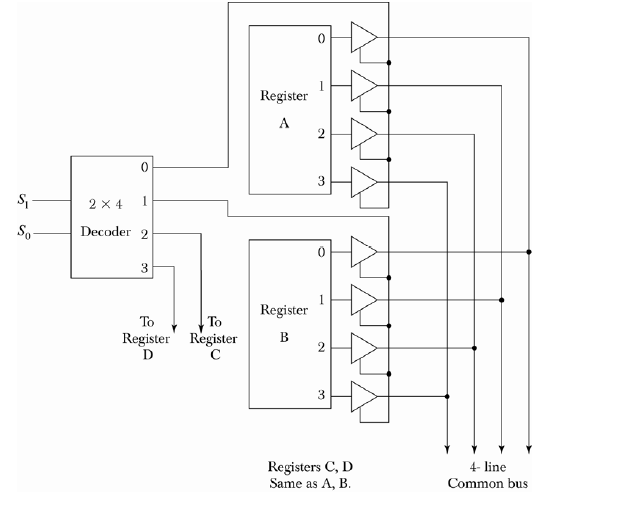 0
Register
A
1
2
3
S1
S0
2 × 4
Decoder
0
1
2
3
To
Register
D
To
Register
C
Register
B
0
1
2
3
Registers C, D
Same as A, B.
4- line
Common bus